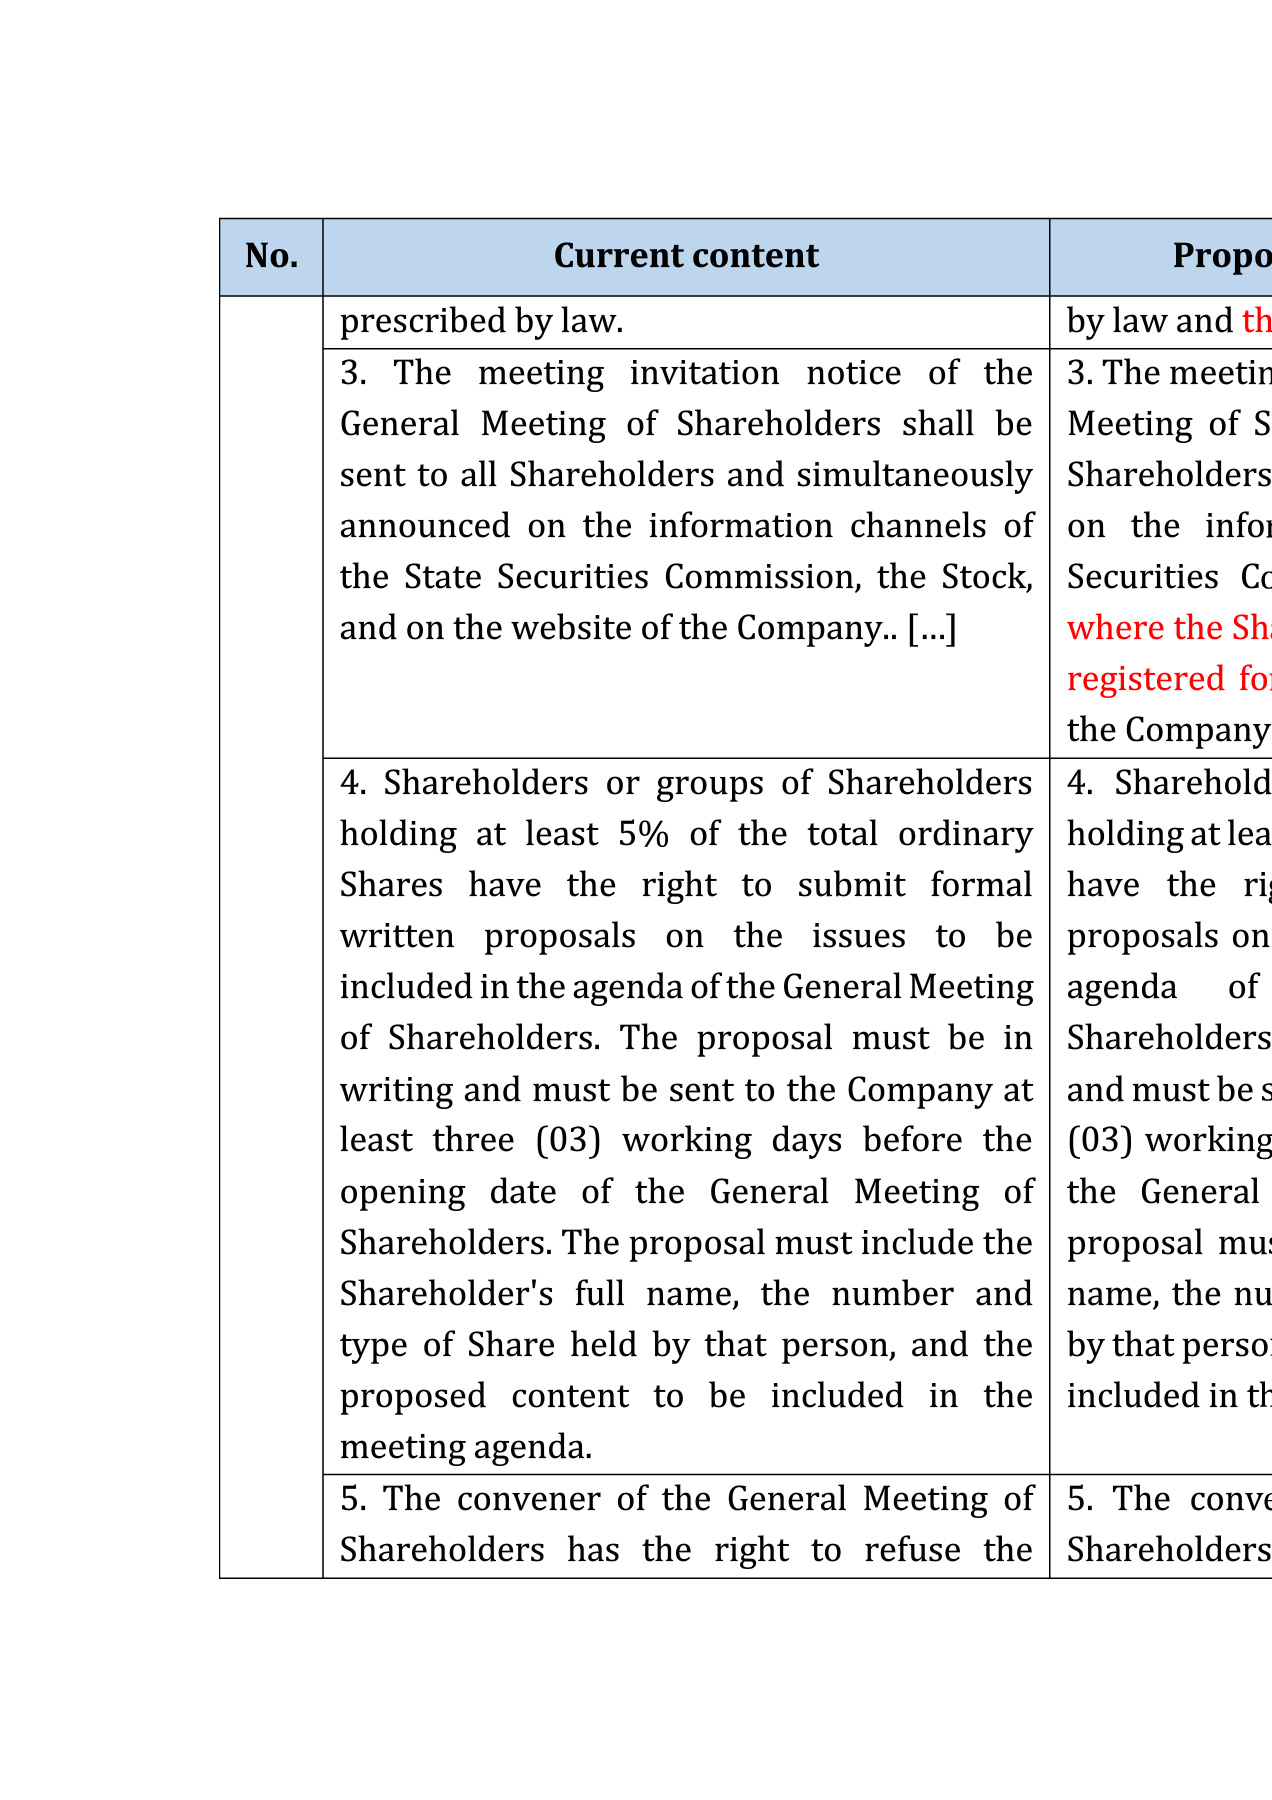 No.
Current content
Propo
prescribed by law.
by law and th
3. The meeting invitation notice of the
General Meeting of Shareholders shall be
sent to all Shareholders and simultaneously
announced on the information channels of
the State Securities Commission, the Stock,
and on the website of the Company.. [...]
3. The meetin
Meeting of S
Shareholders
on the infor
Securities Co
where the Sha
registered for
the Company
4. Shareholders or groups of Shareholders
holding at least 5% of the total ordinary
Shares have the right to submit formal
written proposals on the issues to be
included in the agenda of the General Meeting
of Shareholders. The proposal must be in
writing and must be sent to the Company at
least three (03) working days before the
opening date of the General Meeting of
Shareholders. The proposal must include the
Shareholder's full name, the number and
type of Share held by that person, and the
proposed content to be included in the
meeting agenda.
4. Sharehold
holding at lea
have the rig
proposals on
agenda of
Shareholders
and must be s
(03) working
the General
proposal mus
name, the nu
by that person
included in th
5. The convener of the General Meeting of
Shareholders has the right to refuse the
5. The conve
Shareholders